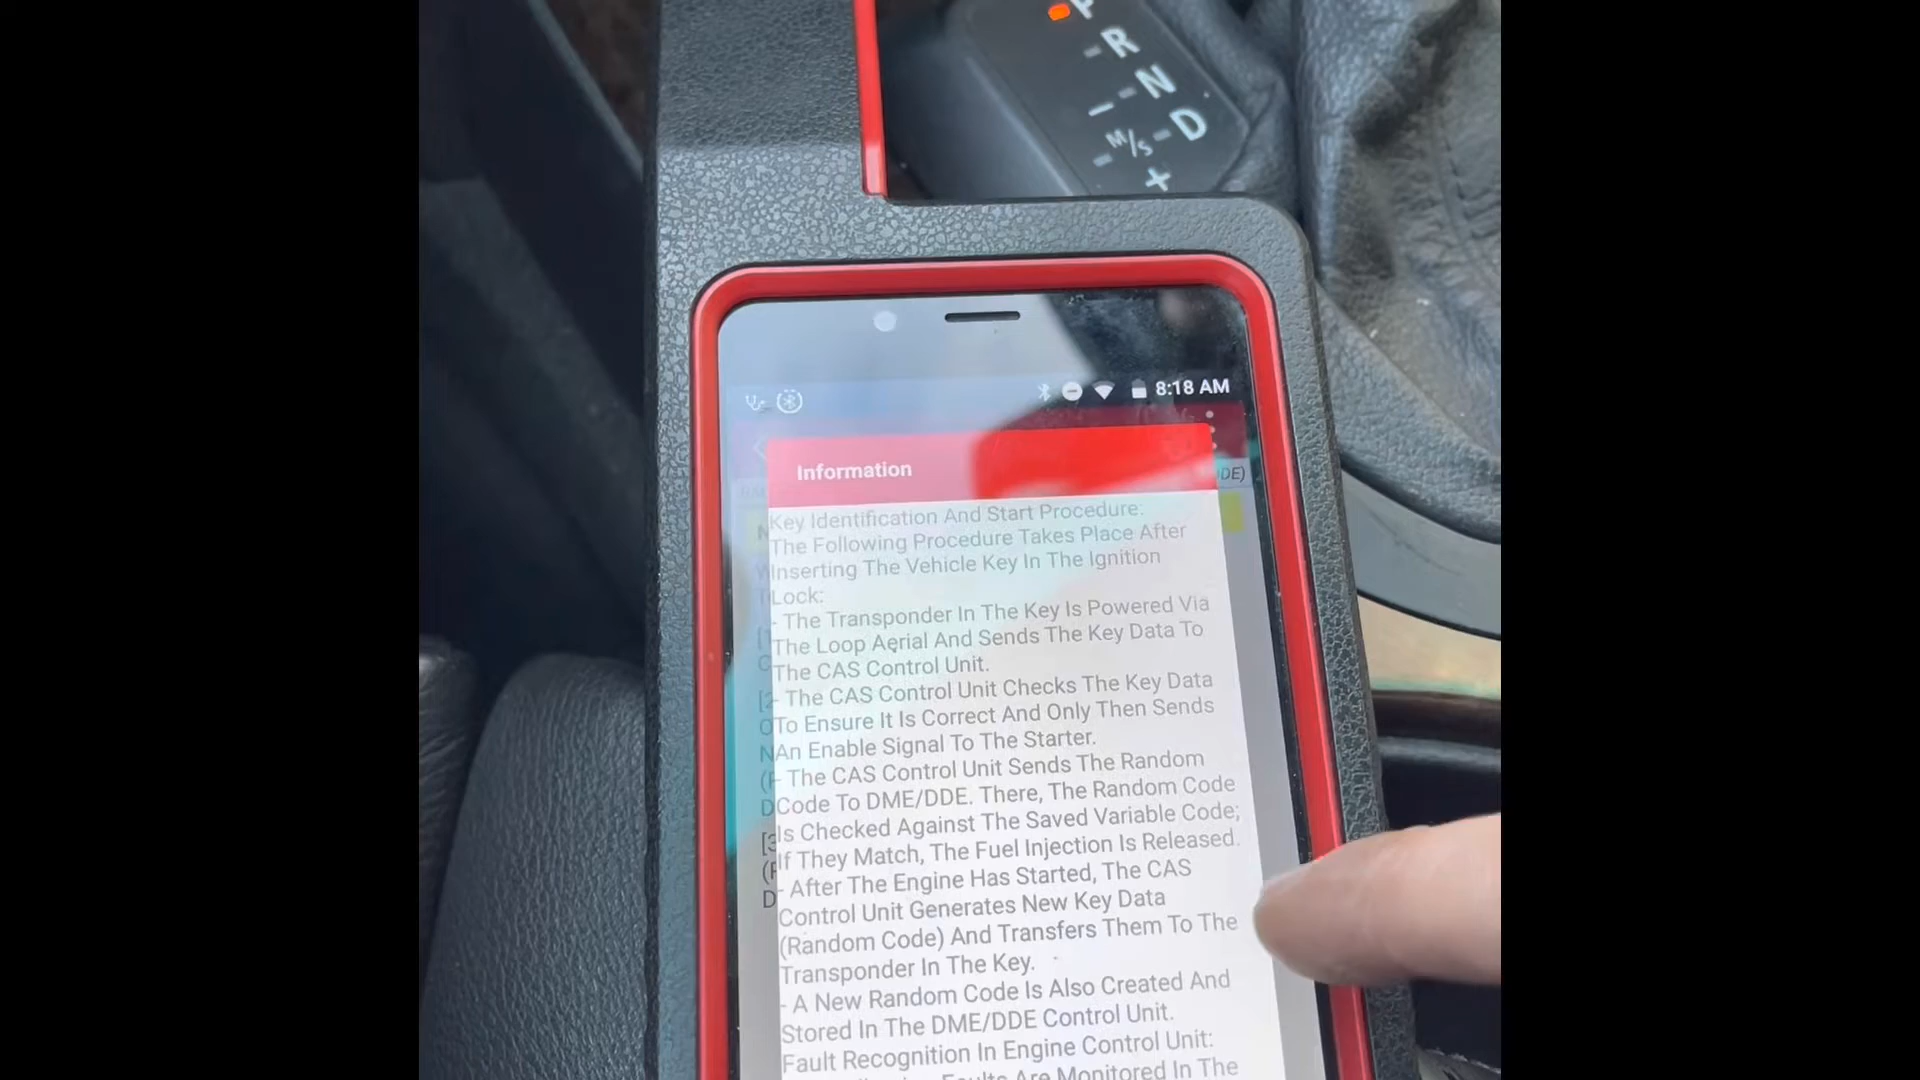 R
N
D
M/S
+
8:18 AM
Information
DE)
Key Identification And Start Procedure:
The Following Procedure Takes Place After
Inserting The Vehicle Key In The Ignition
Lock:
- The Transponder In The Key Is Powered Via
The Loop Aerial And Sends The Key Data To
The CAS Control Unit.
- The CAS Control Unit Checks The Key Data
To Ensure It Is Correct And Only Then Sends
An Enable Signal To The Starter.
- The CAS Control Unit Sends The Random
Code To DME/DDE. There, The Random Code
Is Checked Against The Saved Variable Code;
If They Match, The Fuel Injection Is Released.
- After The Engine Has Started, The CAS
Control Unit Generates New Key Data
(Random Code) And Transfers Them To The
Transponder In The Key.
- A New Random Code Is Also Created And
Stored In The DME/DDE Control Unit.
Fault Recognition In Engine Control Unit:
Faults Are Monitored In The